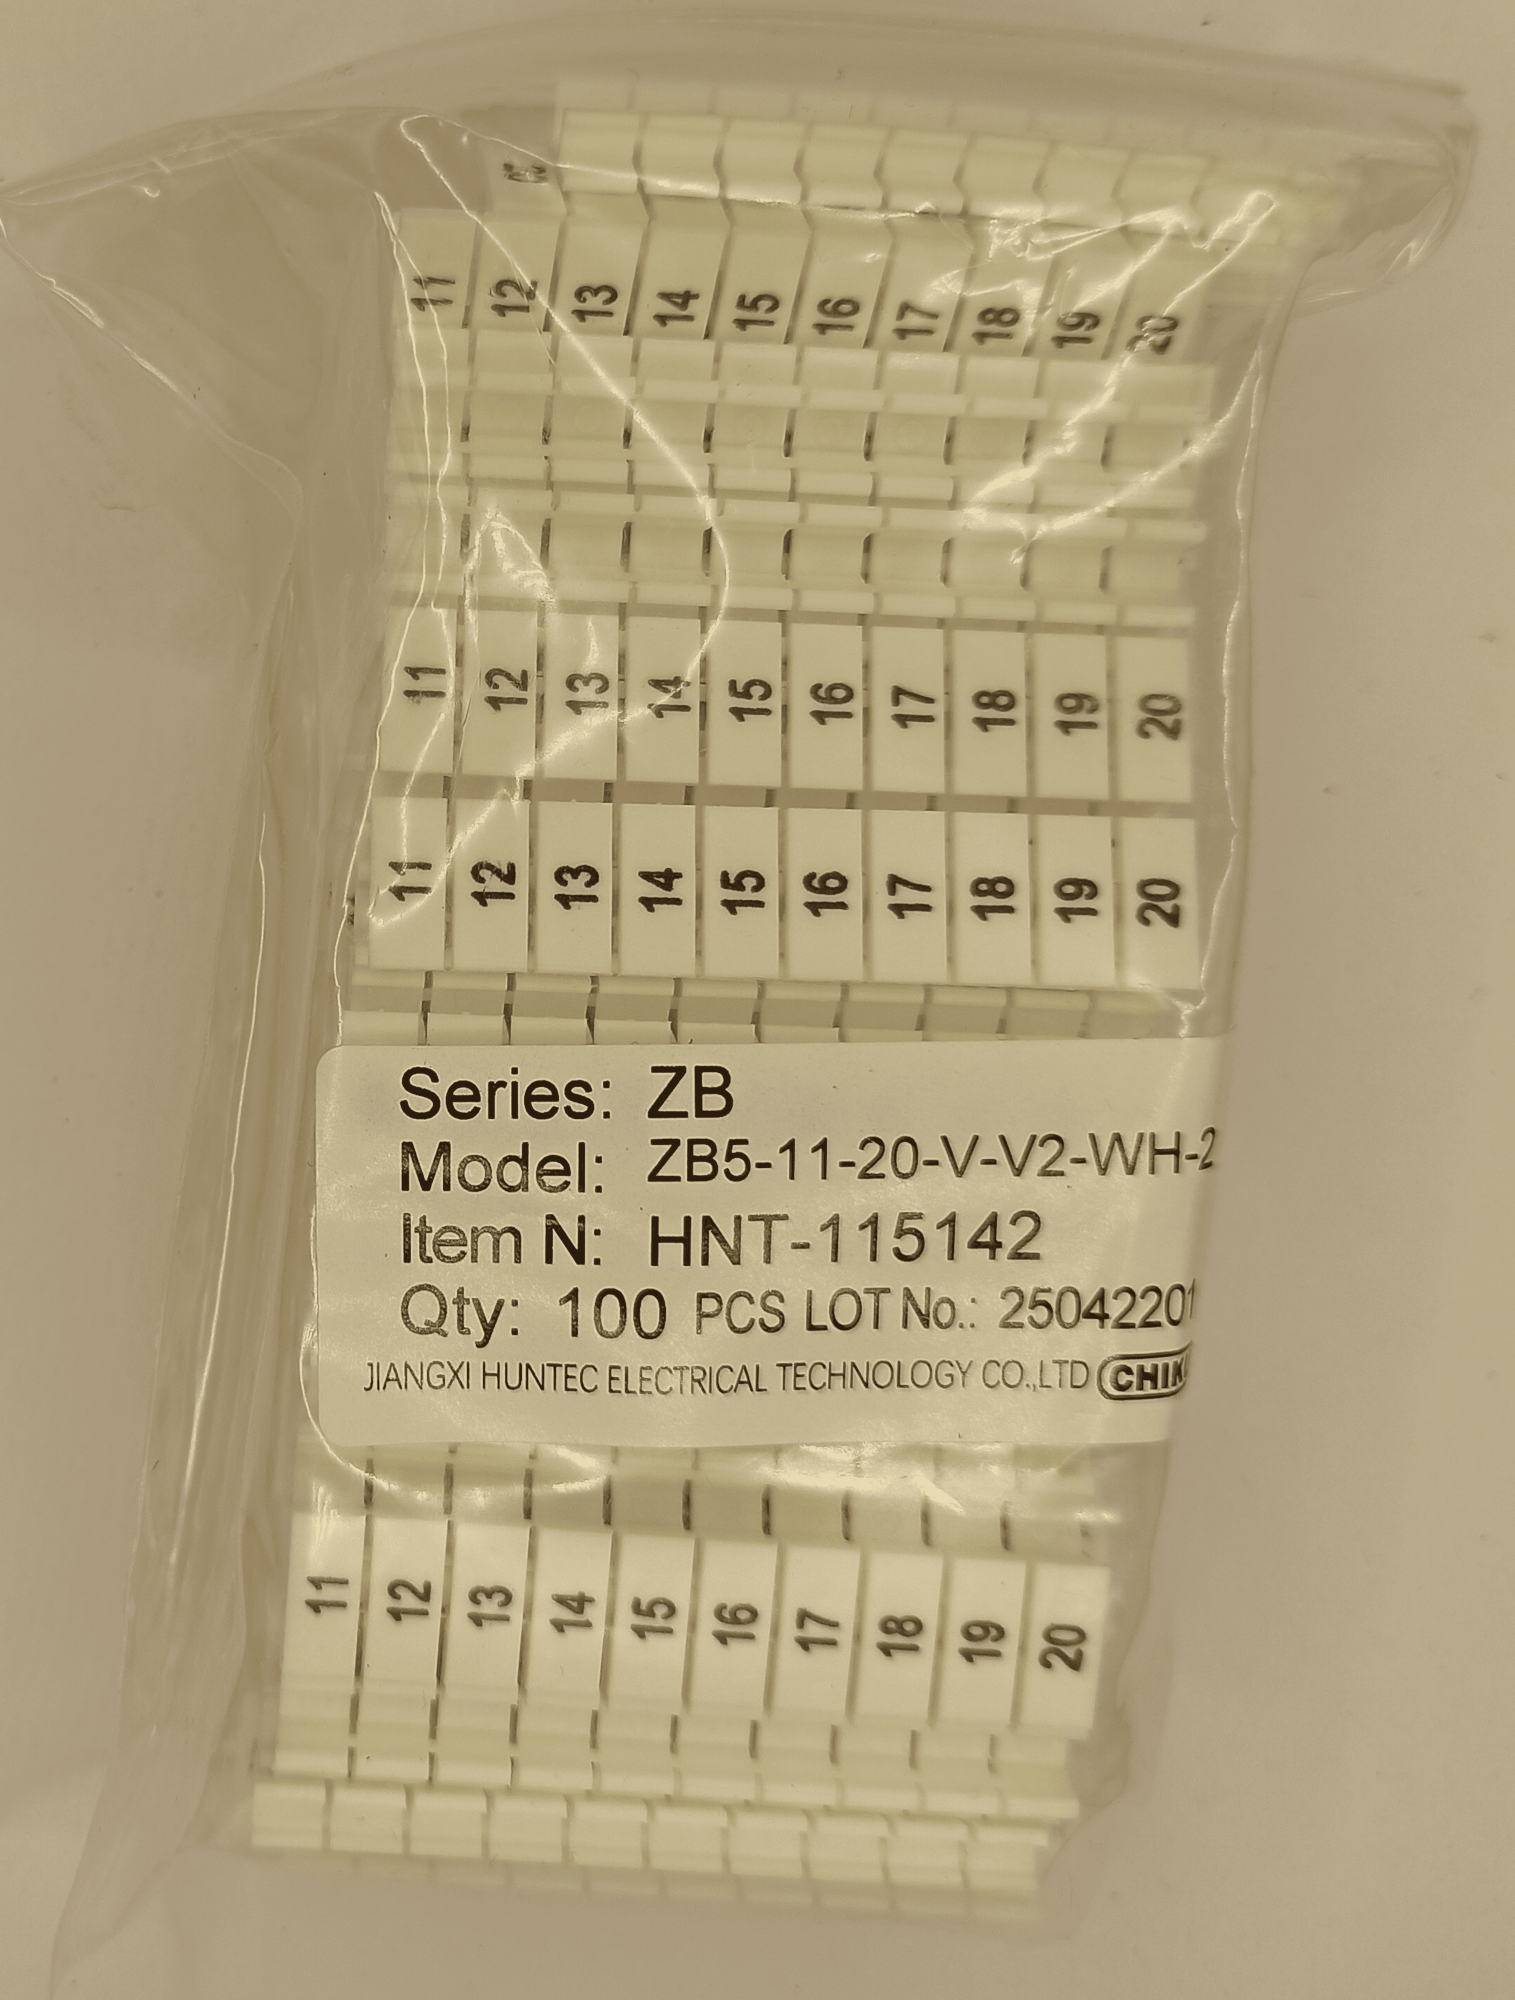 11 12 13 14 15 16 17 18 19 20
11 12 13 14 15 16 17 18 19 20
11 12 13 14 15 16 17 18 19 20
Series: ZB
Model: ZB5-11-20-V-V2-WH-2
Item N: HNT-115142
Qty: 100 PCS LOT No.: 25042201
JIANGXI HUNTEC ELECTRICAL TECHNOLOGY CO.,LTD
11 12 13 14 15 16 17 18 19 20